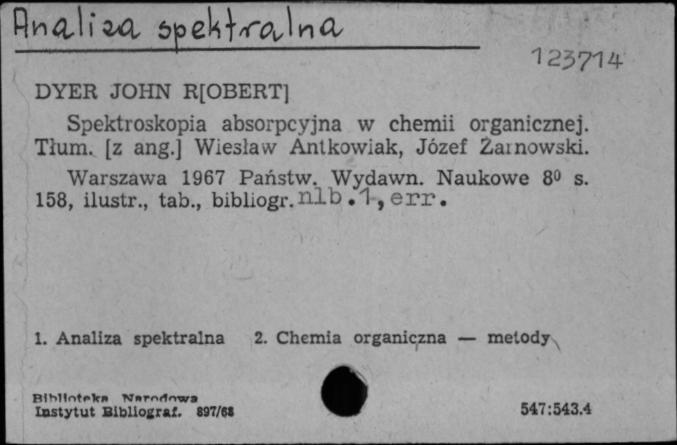 Analiza spektralna
123714
DYER JOHN R[OBERT]
Spektroskopia absorpcyjna w chemii organicznej.
Tłum. [z ang.] Wiesław Antkowiak, Józef Żarnowski.
Warszawa 1967 Państw. Wydawn. Naukowe 8⁰ s.
158, ilustr., tab., bibliogr. nlb.1, err.
1. Analiza spektralna 2. Chemia organiczna — metody
Biblioteka Narodowa
Instytut Bibliograf. 897/68
547:543.4